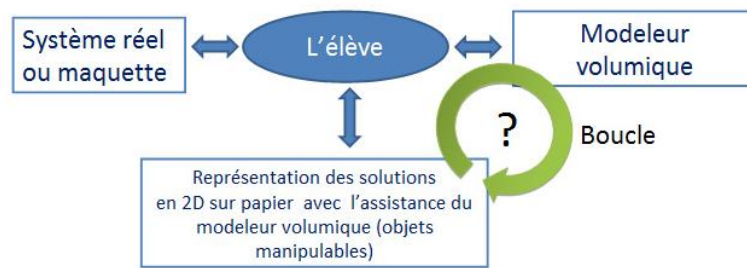 Système réel
ou maquette
L'élève
Modeleur
volumique
?
Boucle
Représentation des solutions
en 2D sur papier avec l'assistance du
modeleur volumique (objets
manipulables)